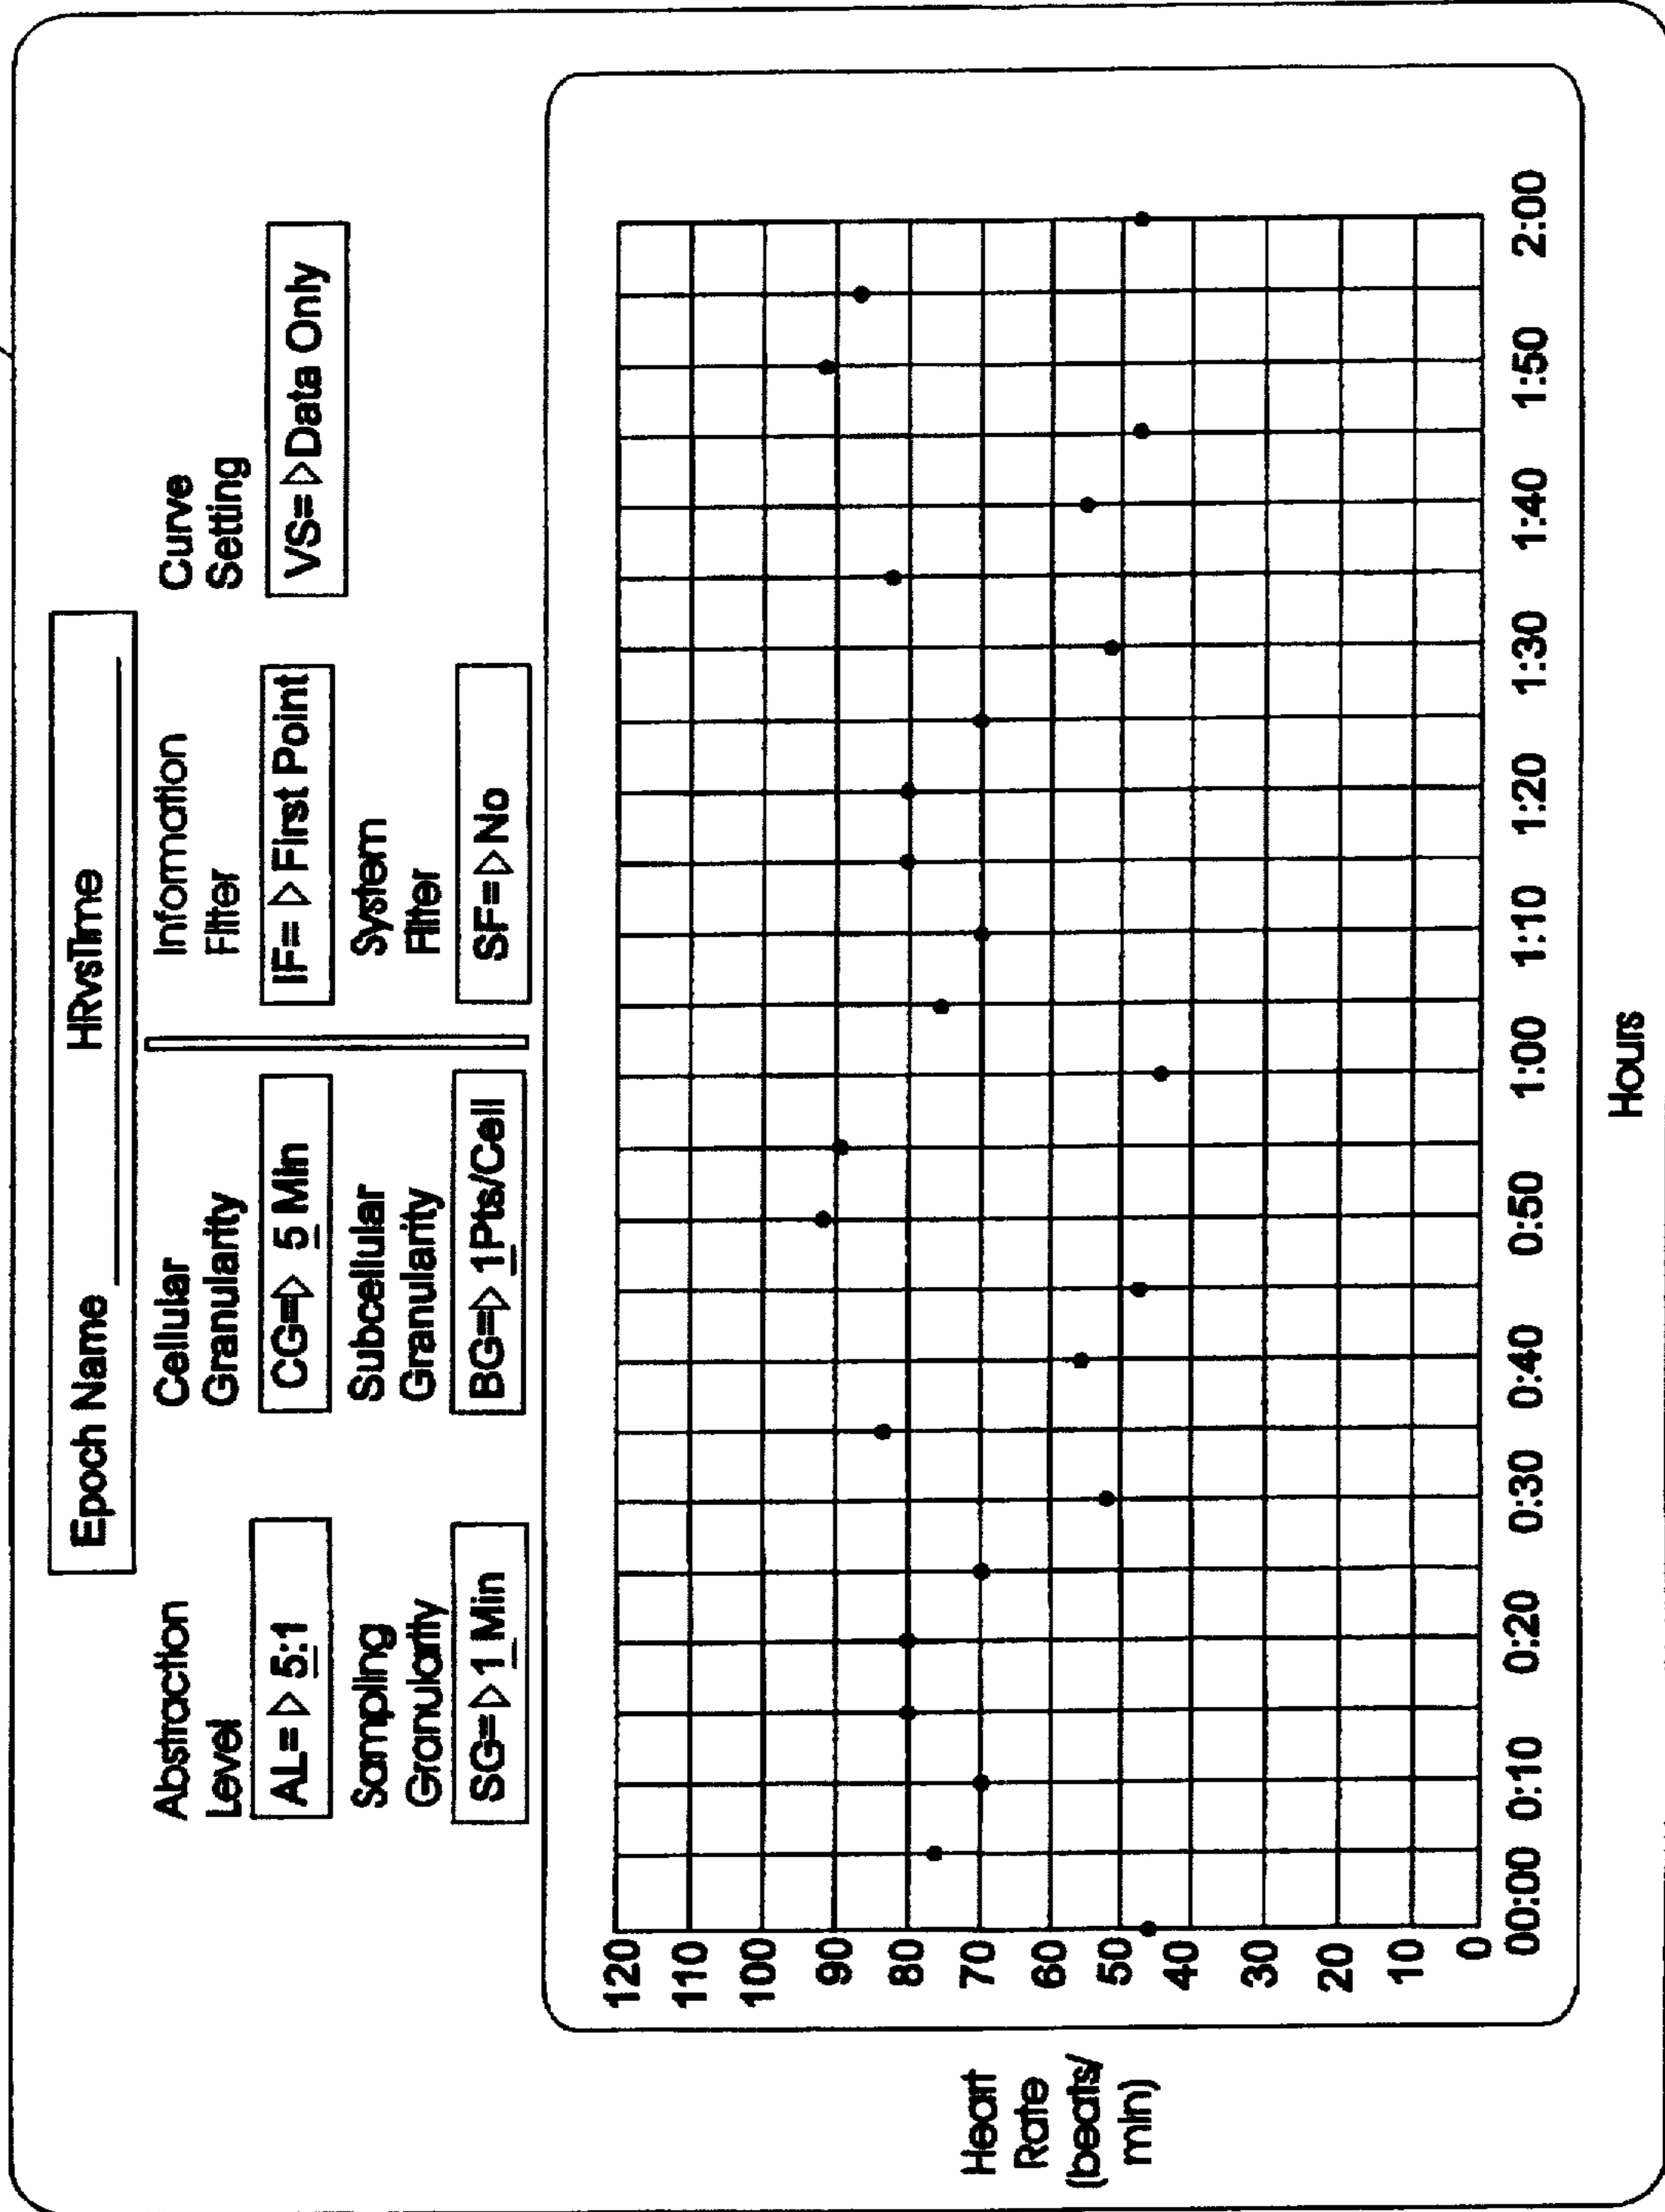 Epoch Name HRvsTime
Abstraction
Level
AL=▷ 5:1
Sampling
Granularity
SG=▷ 1 Min
Cellular
Granularity
CG=▷ 5 Min
Subcellular
Granularity
BG=▷ 1Pts/Cell
Information
Filter
IF= ▷ First Point
System
Filter
SF=▷ No
Curve
Setting
VS=▷ Data Only
Heart
Rate
(beats/
min)
120
110
100
90
80
70
60
50
40
30
20
10
0
00:00 0:10 0:20 0:30 0:40 0:50 1:00 1:10 1:20 1:30 1:40 1:50 2:00
Hours